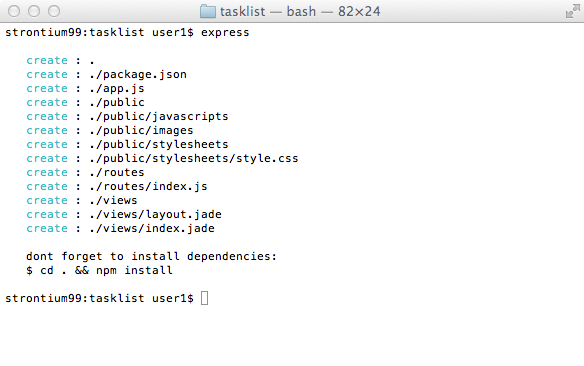 tasklist — bash — 82×24
strontium99:tasklist user1$ express
create : .
create : ./package.json
create : ./app.js
create : ./public
create : ./public/javascripts
create : ./public/images
create : ./public/stylesheets
create : ./public/stylesheets/style.css
create : ./routes
create : ./routes/index.js
create : ./views
create : ./views/layout.jade
create : ./views/index.jade
dont forget to install dependencies:
$ cd . && npm install
strontium99:tasklist user1$